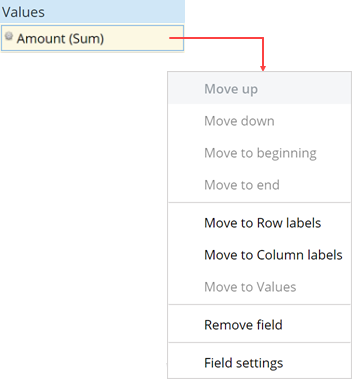 Values
Amount (Sum)
Move up
Move down
Move to beginning
Move to end
Move to Row labels
Move to Column labels
Move to Values
Remove field
Field settings